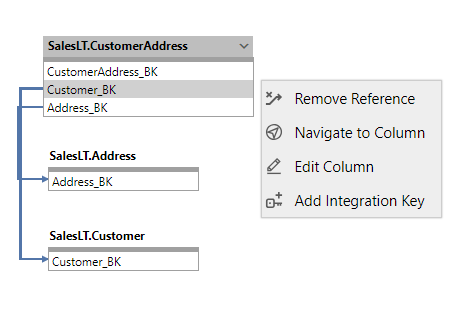 SalesLT.CustomerAddress
CustomerAddress_BK
Customer_BK
Address_BK
SalesLT.Address
Address_BK
SalesLT.Customer
Customer_BK
Remove Reference
Navigate to Column
Edit Column
Add Integration Key